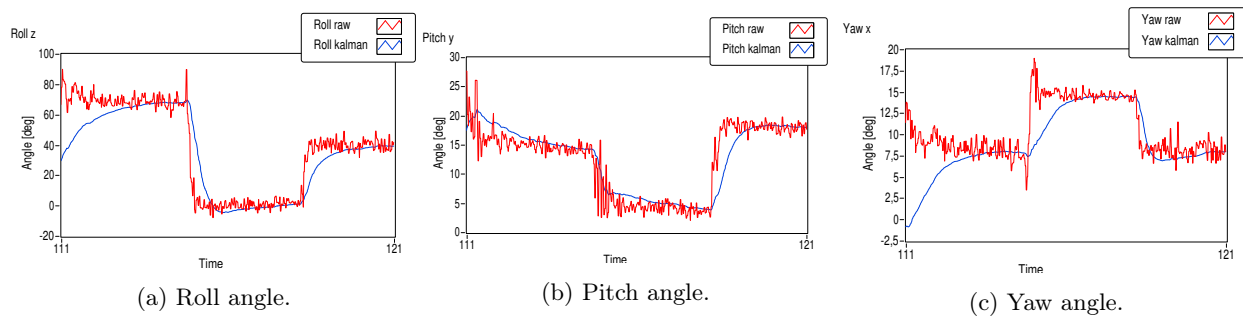 Roll z
Roll raw
Roll kalman
100
80
60
40
20
0
-20
Angle [deg]
111
121
Time
(a) Roll angle.
Pitch y
Pitch raw
Pitch kalman
30
25
20
15
10
5
0
Angle [deg]
111
121
Time
(b) Pitch angle.
Yaw x
Yaw raw
Yaw kalman
20
17,5
15
12,5
10
7,5
5
2,5
0
-2,5
Angle [deg]
111
121
Time
(c) Yaw angle.